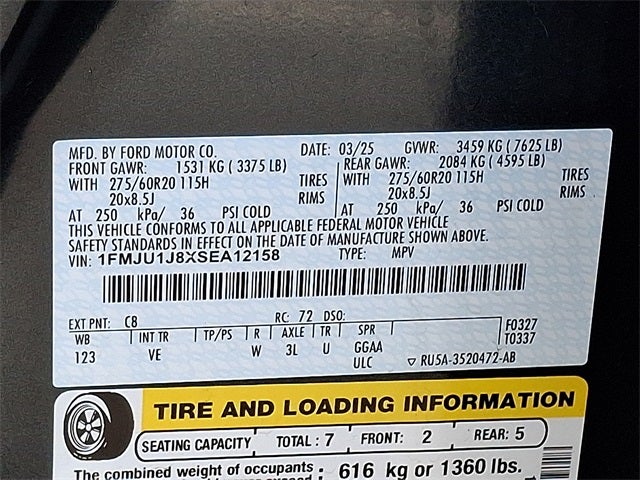 MFD. BY FORD MOTOR CO. DATE: 03/25 GVWR: 3459 KG ( 7625 LB)
FRONT GAWR: 1531 KG ( 3375 LB) REAR GAWR: 2084 KG ( 4595 LB)
WITH 275/60R20 115H TIRES WITH 275/60R20 115H TIRES
20x8.5J RIMS 20x8.5J RIMS
AT 250 kPa/ 36 PSI COLD AT 250 kPa/ 36 PSI COLD
THIS VEHICLE CONFORMS TO ALL APPLICABLE FEDERAL MOTOR VEHICLE
SAFETY STANDARDS IN EFFECT ON THE DATE OF MANUFACTURE SHOWN ABOVE.
VIN: 1FMJU1J8XSEA12158 TYPE: MPV
EXT PNT: C8 RC: 72 DSO: F0327
WB INT TR TP/PS R AXLE TR SPR T0337
123 VE W 3L U GGAA
ULC ▽ RU5A-3520472-AB
TIRE AND LOADING INFORMATION
SEATING CAPACITY TOTAL : 7 FRONT: 2 REAR: 5
The combined weight of occupants : 616 kg or 1360 lbs.